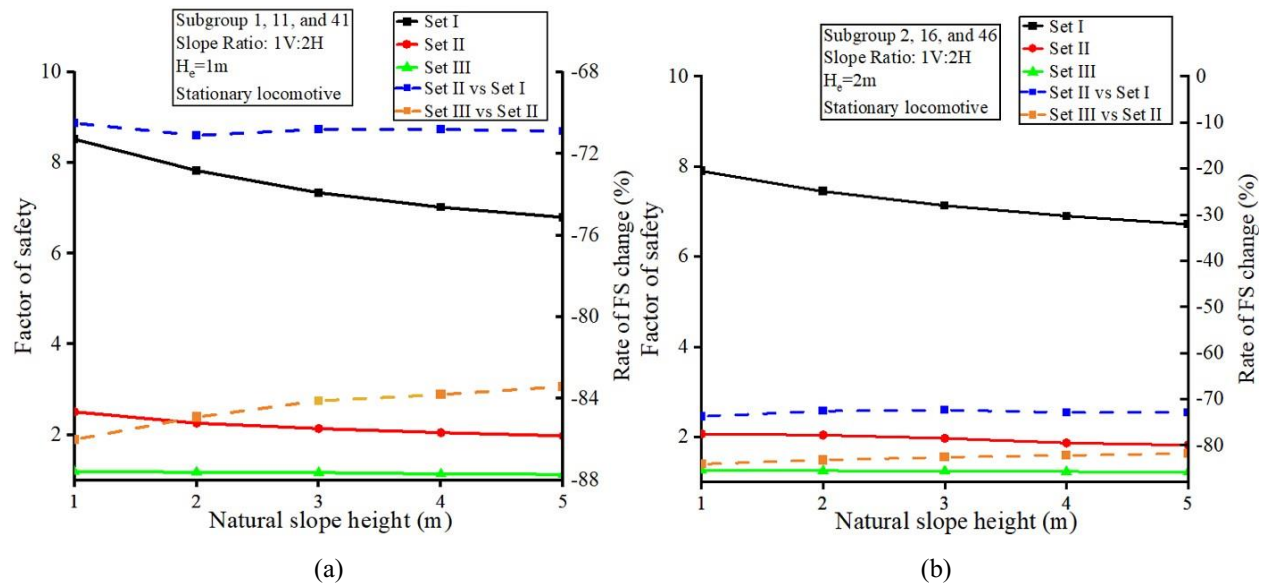 Subgroup 1, 11, and 41
Slope Ratio: 1V:2H
He=1m
Stationary locomotive
Set I
Set II
Set III
Set II vs Set I
Set III vs Set II
10
8
6
4
2
Factor of safety
-68
-72
-76
-80
-84
-88
Rate of FS change (%)
1 2 3 4 5
Natural slope height (m)
(a)
Subgroup 2, 16, and 46
Slope Ratio: 1V:2H
He=2m
Stationary locomotive
Set I
Set II
Set III
Set II vs Set I
Set III vs Set II
10
8
6
4
2
Factor of safety
0
-10
-20
-30
-40
-50
-60
-70
-80
Rate of FS change (%)
1 2 3 4 5
Natural slope height (m)
(b)